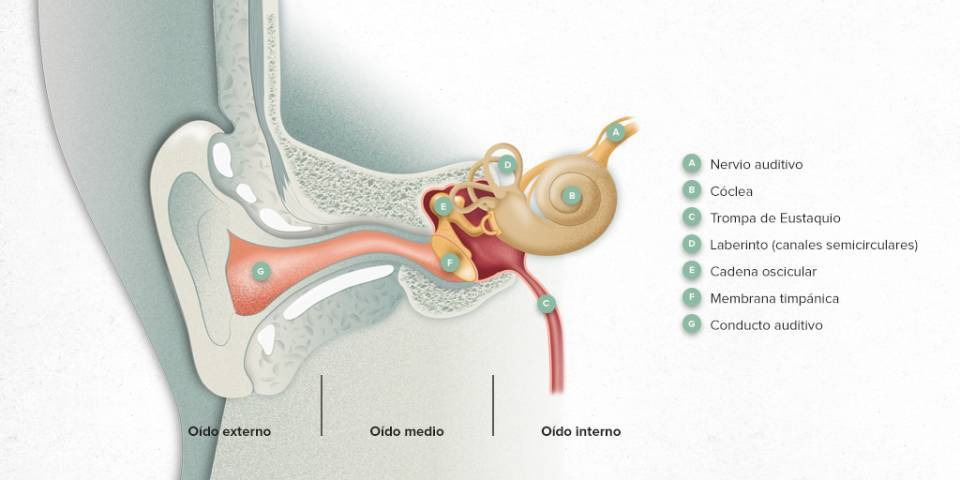 A
D
B
E
G
F
C
A Nervio auditivo
B Cóclea
C Trompa de Eustaquio
D Laberinto (canales semicirculares)
E Cadena oscicular
F Membrana timpánica
G Conducto auditivo
Oído externo
Oído medio
Oído interno